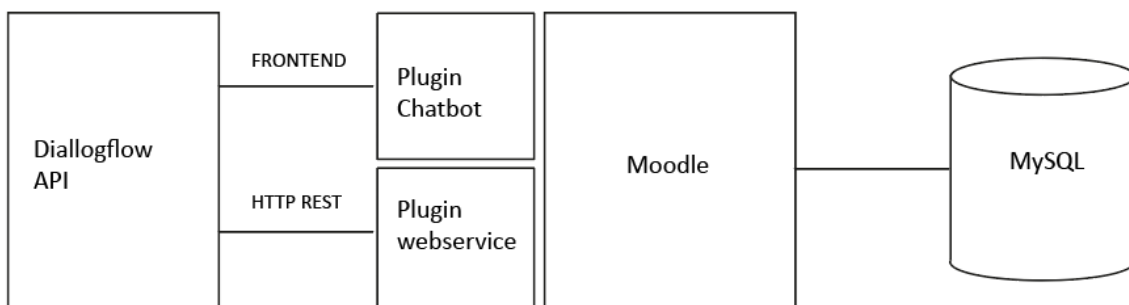 Diallogflow
API
FRONTEND
HTTP REST
Plugin
Chatbot
Plugin
webservice
Moodle
MySQL